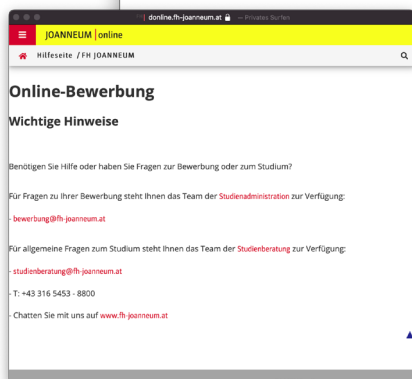 donline.fh-joanneum.at — Privates Surfen
JOANNEUM | online
Hilfeseite / FH JOANNEUM
Online-Bewerbung
Wichtige Hinweise
Benötigen Sie Hilfe oder haben Sie Fragen zur Bewerbung oder zum Studium?
Für Fragen zu Ihrer Bewerbung steht Ihnen das Team der Studienadministration zur Verfügung:
- bewerbung@fh-joanneum.at
Für allgemeine Fragen zum Studium steht Ihnen das Team der Studienberatung zur Verfügung:
- studienberatung@fh-joanneum.at
- T: +43 316 5453 - 8800
- Chatten Sie mit uns auf www.fh-joanneum.at